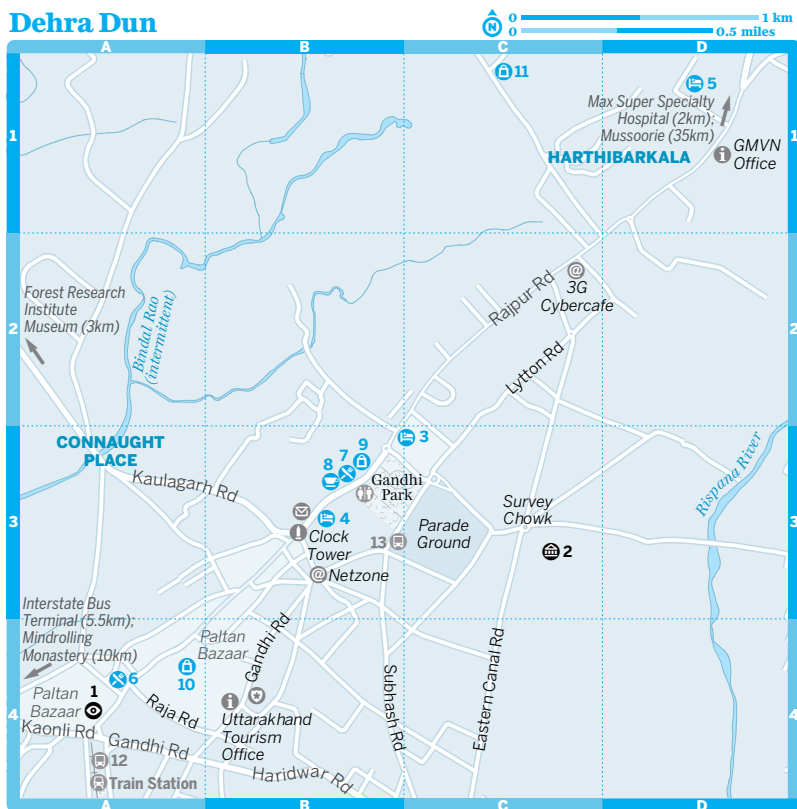 Dehra Dun
N
0 1 km
0 0.5 miles
A B C D
1 1
11
5
Max Super Specialty
Hospital (2km);
Mussoorie (35km)
HARTHIBARKALA
GMVN
Office
2 2
Forest Research
Institute
Museum (3km)
Bindal Rao
(intermittent)
Rajpur Rd
@
3G
Cybercafe
Lytton Rd
3 3
CONNAUGHT
PLACE
Kaulagarh Rd
3
9
7
8
Gandhi
Park
4
Clock
Tower
13
Parade
Ground
Survey
Chowk
2
Rispana River
@ Netzone
4 4
Interstate Bus
Terminal (5.5km);
Mindrolling
Monastery (10km)
Paltan
Bazaar
Gandhi Rd
10
6
1
Paltan
Bazaar
Raja Rd
Kaonli Rd
Gandhi Rd
Uttarakhand
Tourism
Office
Subhash Rd
Eastern Canal Rd
12
Train Station
Haridwar Rd
A B C D